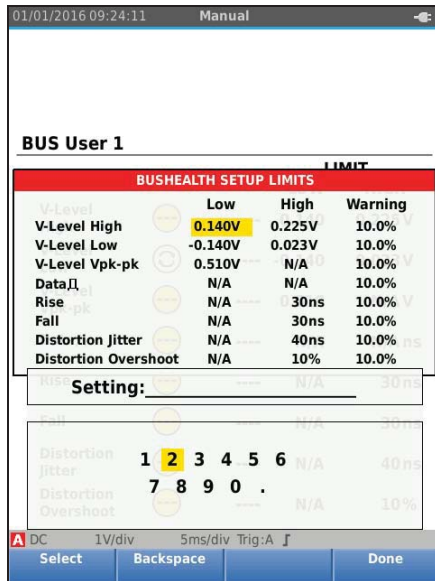 01/01/2016 09:24:11 Manual
BUS User 1
LIMIT
BUSHEALTH SETUP LIMITS
Low High Warning
V-Level High 0.140V 0.225V 10.0%
V-Level Low -0.140V 0.023V 10.0%
V-Level Vpk-pk 0.510V N/A 10.0%
Data N/A N/A 10.0%
Rise N/A 30ns 10.0%
Fall N/A 30ns 10.0%
Distortion Jitter N/A 40ns 10.0%
Distortion Overshoot N/A 10% 10.0%
Rise ---- N/A 30ns
Setting:
Fall ---- N/A 30ns
Distortion Jitter ---- N/A 40ns
1 2 3 4 5 6
7 8 9 0 .
Distortion Overshoot ---- N/A 10%
A DC 1V/div 5ms/div Trig:A
Select Backspace Done